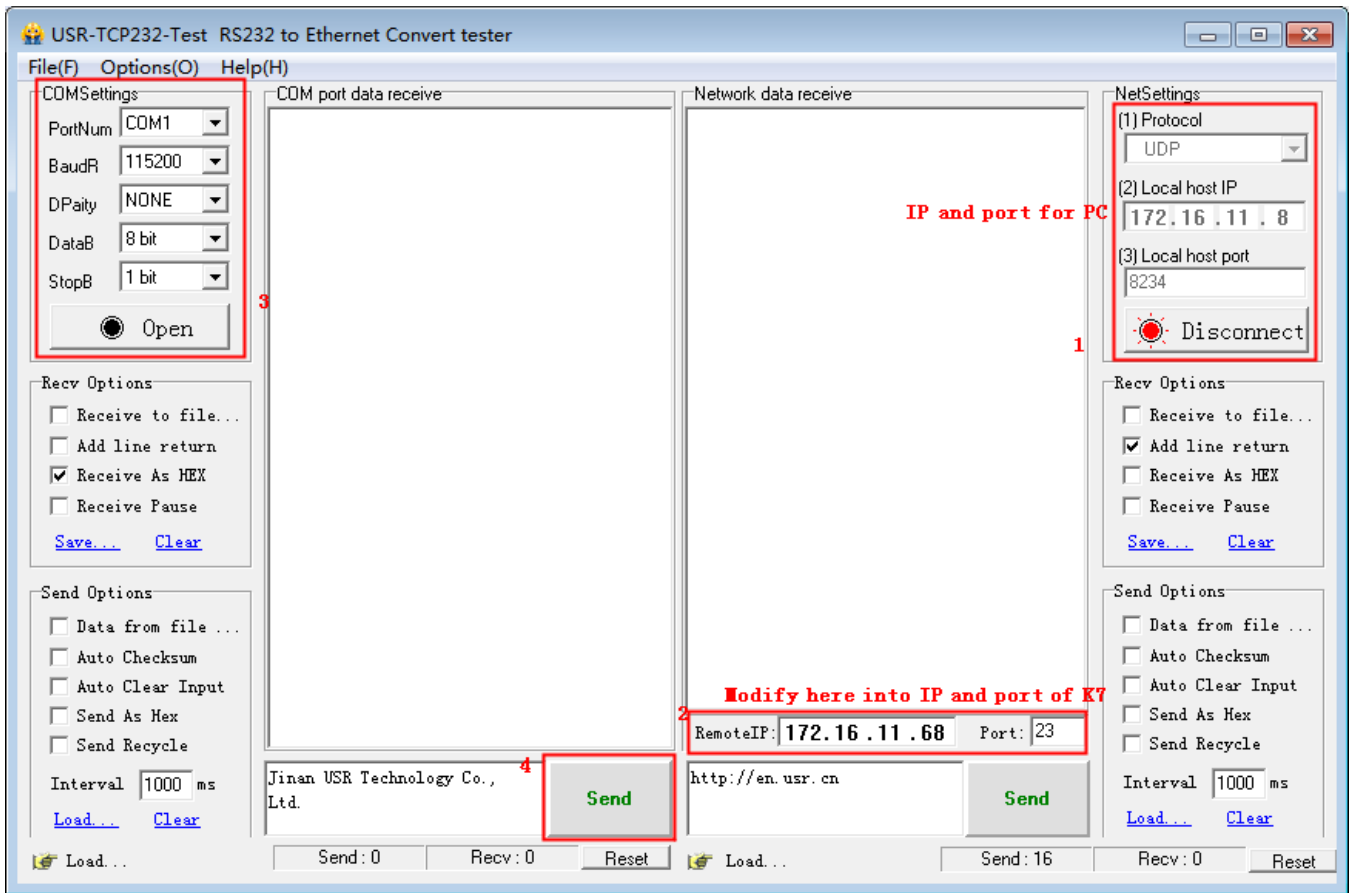 USR-TCP232-Test RS232 to Ethernet Convert tester
File(F) Options(O) Help(H)
COMSettings
PortNum COM1
BaudR 115200
DPaity NONE
DataB 8 bit
StopB 1 bit
Open
3
Recv Options
Receive to file...
Add line return
Receive As HEX
Receive Pause
Save... Clear
Send Options
Data from file ...
Auto Checksum
Auto Clear Input
Send As Hex
Send Recycle
Interval 1000 ms
Load... Clear
Load...
COM port data receive
Jinan USR Technology Co.,
Ltd.
4
Send
Send : 0 Recv : 0 Reset
Network data receive
IP and port for PC
1
Modify here into IP and port of K7
2
RemoteIP: 172.16.11.68 Port: 23
http://en.usr.cn
Send
Load... Send : 16 Recv : 0 Reset
NetSettings
(1) Protocol
UDP
(2) Local host IP
172.16.11.8
(3) Local host port
8234
Disconnect
Recv Options
Receive to file...
Add line return
Receive As HEX
Receive Pause
Save... Clear
Send Options
Data from file ...
Auto Checksum
Auto Clear Input
Send As Hex
Send Recycle
Interval 1000 ms
Load... Clear